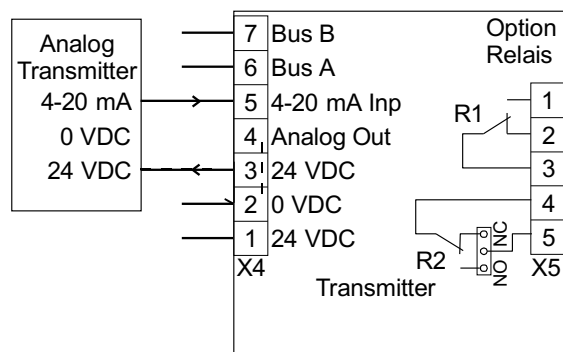 Analog
Transmitter
4-20 mA
0 VDC
24 VDC
7 Bus B
6 Bus A
5 4-20 mA Inp
4 Analog Out
3 24 VDC
2 0 VDC
1 24 VDC
X4
Option
Relais
R1
1
2
3
4
5
X5
R2
NC
NO
Transmitter